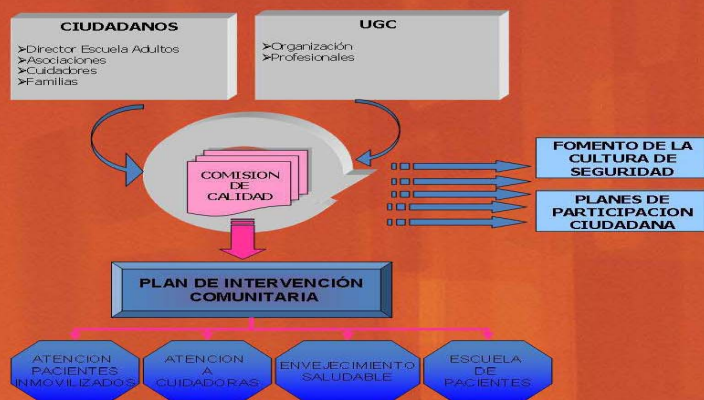 CIUDADANOS
➤Director Escuela Adultos
➤Asociaciones
➤Cuidadores
➤Familias
UGC
➤Organización
➤Profesionales
COMISION
DE
CALIDAD
FOMENTO DE LA
CULTURA DE
SEGURIDAD
PLANES DE
PARTICIPACION
CIUDADANA
PLAN DE INTERVENCIÓN
COMUNITARIA
ATENCION
PACIENTES
INMOVILIZADOS
ATENCION
A
CUIDADORAS
ENVEJECIMIENTO
SALUDABLE
ESCUELA
DE
PACIENTES